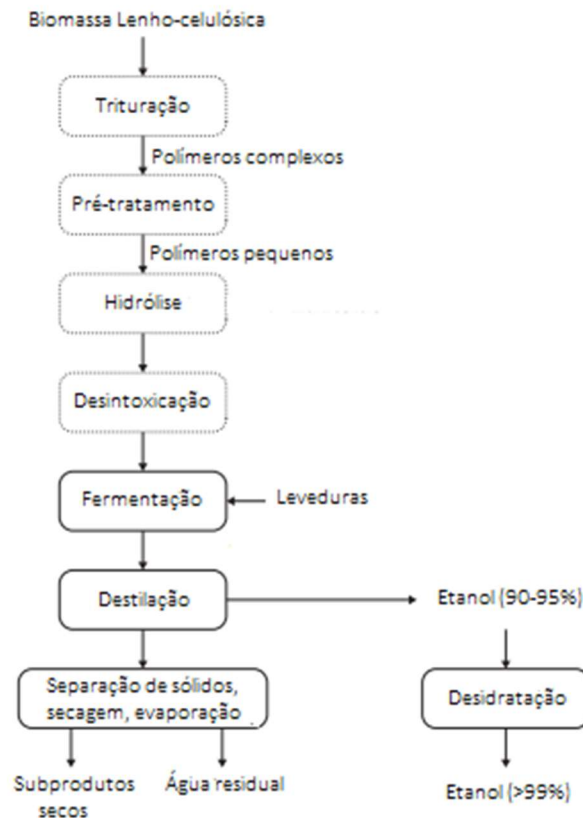 Biomassa Lenho-celulósica
Trituração
Polímeros complexos
Pré-tratamento
Polímeros pequenos
Hidrólise
Desintoxicação
Fermentação
Leveduras
Destilação
Etanol (90-95%)
Separação de sólidos,
secagem, evaporação
Desidratação
Subprodutos
secos
Água residual
Etanol (>99%)